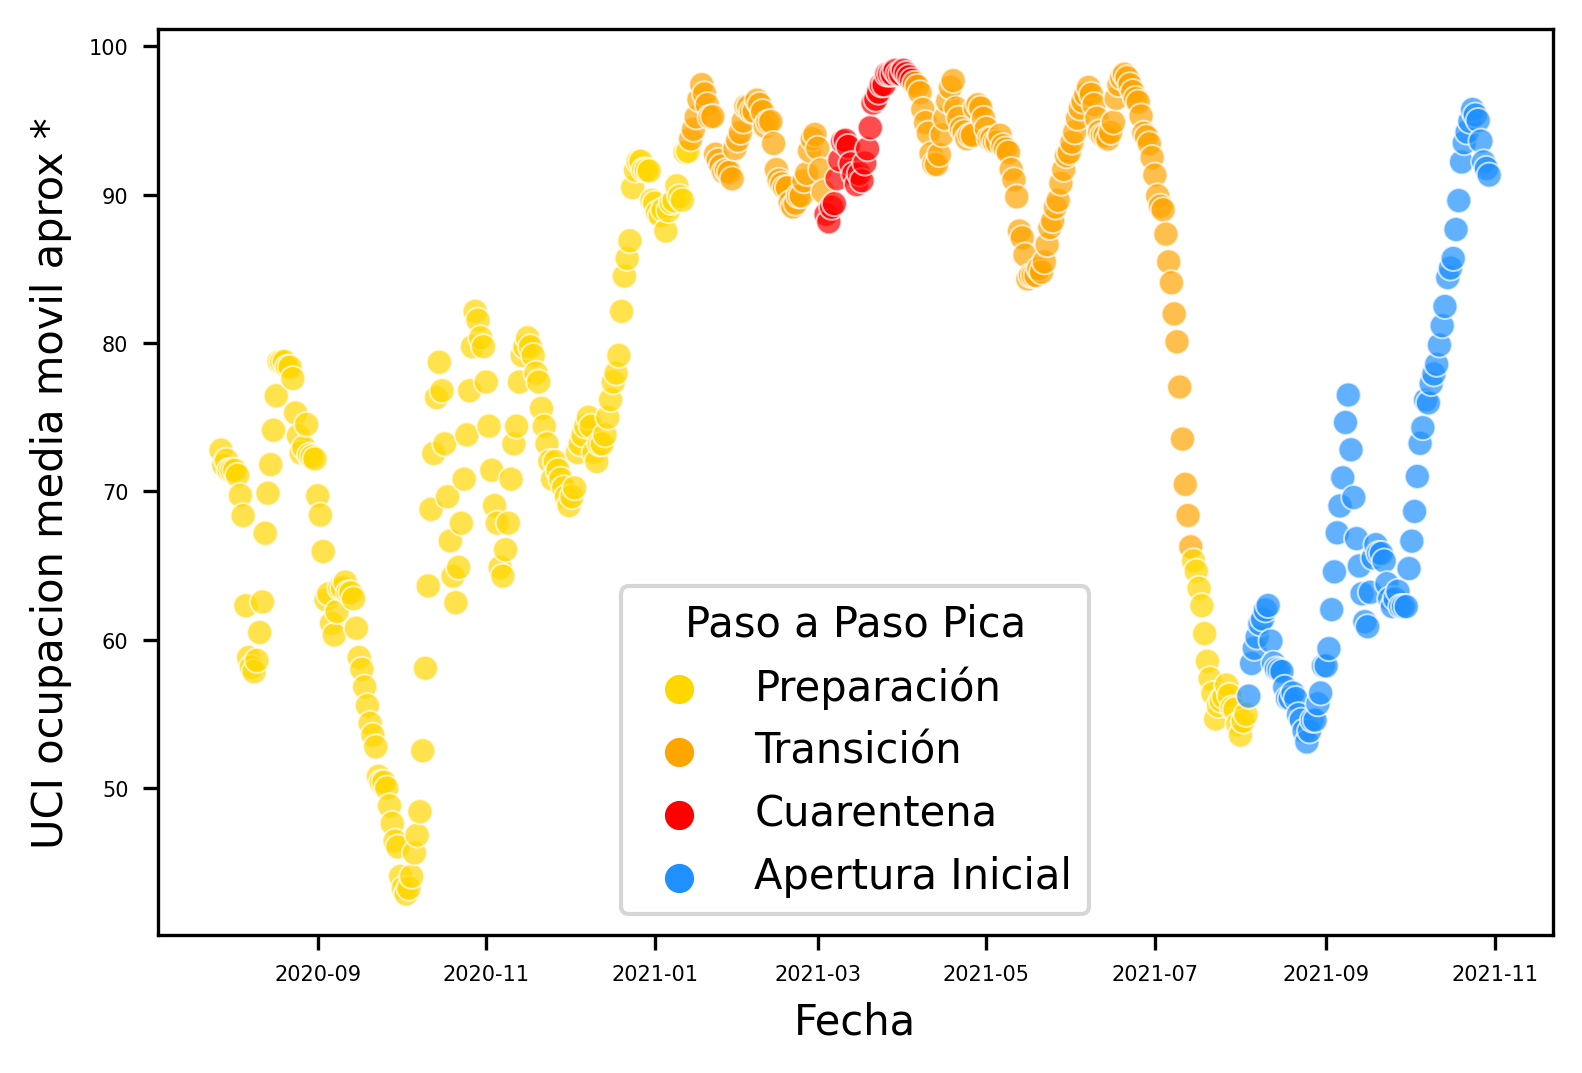 UCI ocupacion media movil aprox *
100
90
80
70
60
50
Paso a Paso Pica
Preparación
Transición
Cuarentena
Apertura Inicial
2020-09 2020-11 2021-01 2021-03 2021-05 2021-07 2021-09 2021-11
Fecha